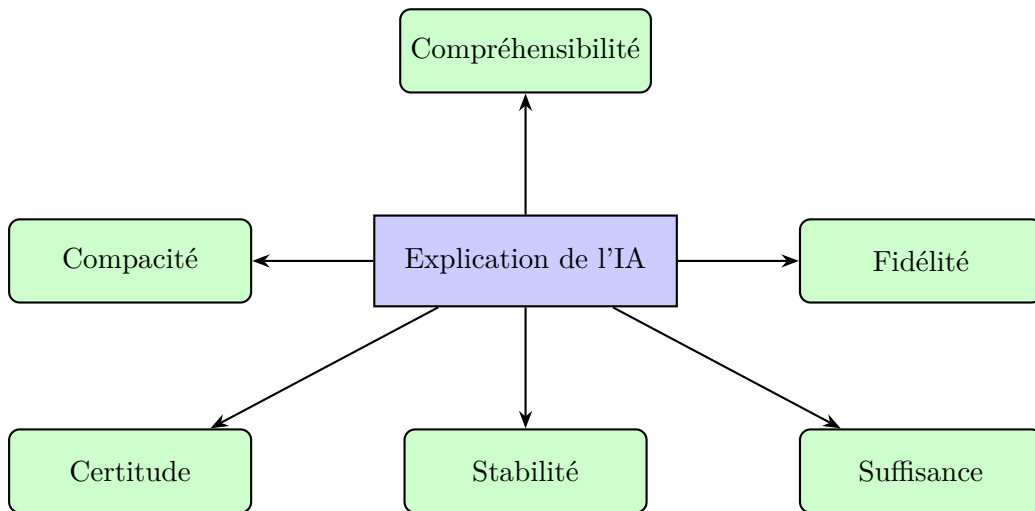 Compréhensibilité
Compacité
Explication de l'IA
Fidélité
Certitude
Stabilité
Suffisance